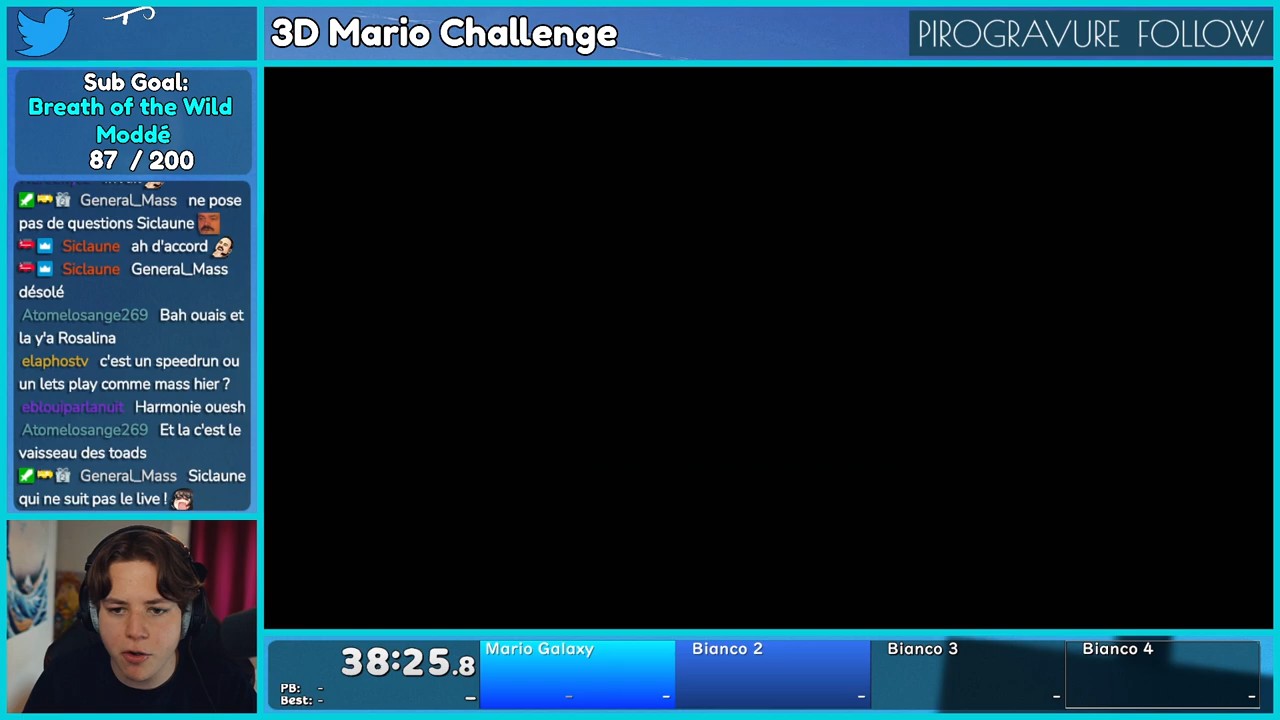 3D Mario Challenge
PIROGRAVURE FOLLOW
Sub Goal:
Breath of the Wild
Moddé
87 / 200
General_Mass ne pose
pas de questions Siclaune
Siclaune ah d'accord
Siclaune General_Mass
désolé
Atomelosange269 Bah ouais et
la y'a Rosalina
elaphostv c'est un speedrun ou
un lets play comme mass hier ?
eblouiparlanuit Harmonie ouesh
Atomelosange269 Et la c'est le
vaisseau des toads
General_Mass Siclaune
qui ne suit pas le live !
38:25.8
PB: -
Best: - -
Mario Galaxy
- -
Bianco 2
-
Bianco 3
-
Bianco 4
-